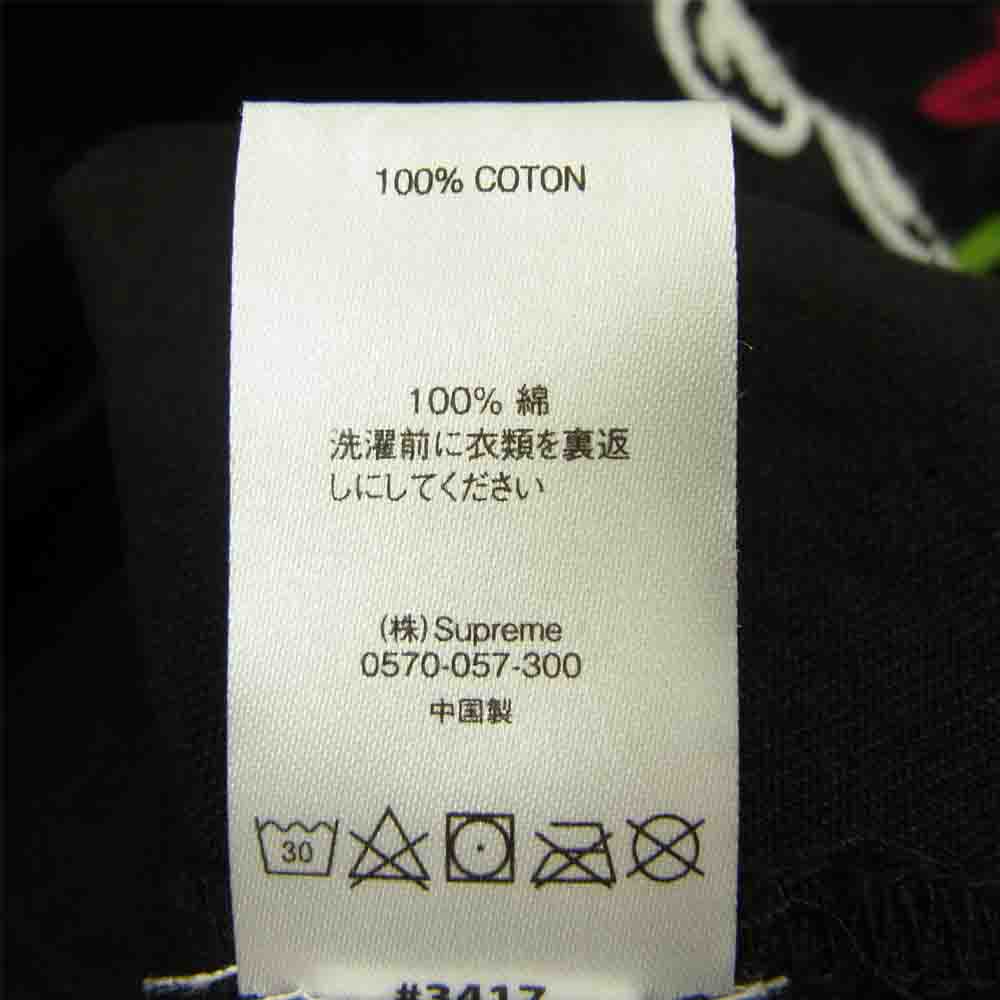 100% COTON
100% 綿
洗濯前に衣類を裏返
しにしてください
(株)Supreme
0570-057-300
中国製
30
#3417